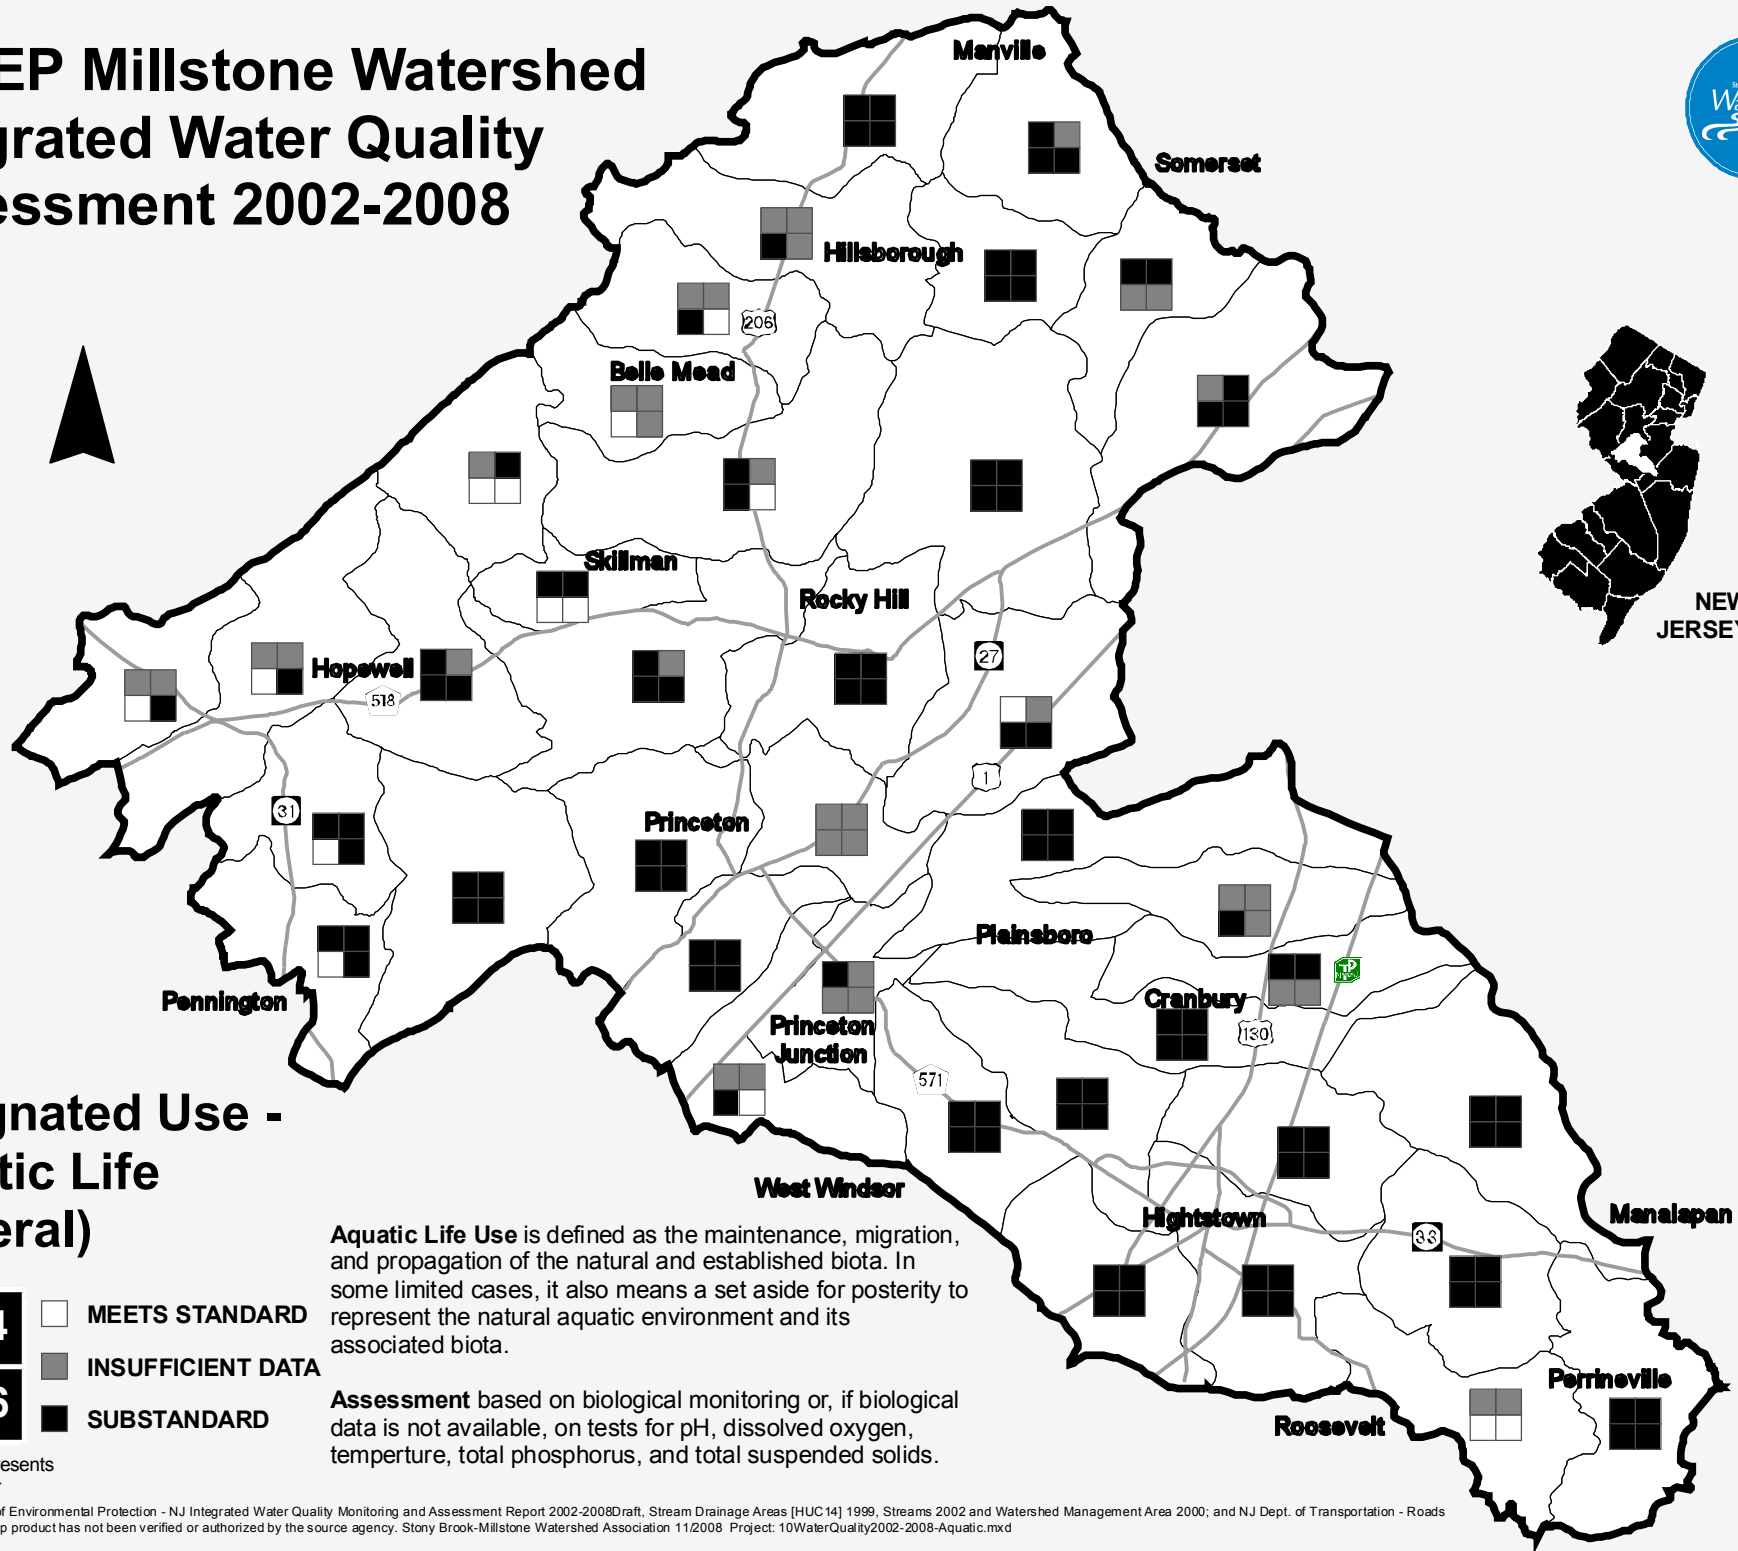 EP Millstone Watershed
grated Water Quality
essment 2002-2008
Manville
Somerset
Hillsborough
206
Belle Mead
Skillman
Rocky Hill
27
Hopewell
518
1
31
Princeton
Plainsboro
Cranbury
130
Pennington
Princeton
Junction
571
West Windsor
Hightstown
33
Manalapan
Perrineville
Roosevelt
NEW
JERSEY
gnated Use -
tic Life
eral)
4
6
MEETS STANDARD
INSUFFICIENT DATA
SUBSTANDARD
esents
Aquatic Life Use is defined as the maintenance, migration,
and propagation of the natural and established biota. In
some limited cases, it also means a set aside for posterity to
represent the natural aquatic environment and its
associated biota.
Assessment based on biological monitoring or, if biological
data is not available, on tests for pH, dissolved oxygen,
temperture, total phosphorus, and total suspended solids.
of Environmental Protection - NJ Integrated Water Quality Monitoring and Assessment Report 2002-2008Draft, Stream Drainage Areas [HUC14] 1999, Streams 2002 and Watershed Management Area 2000; and NJ Dept. of Transportation - Roads
p product has not been verified or authorized by the source agency. Stony Brook-Millstone Watershed Association 11/2008 Project: 10WaterQuality2002-2008-Aquatic.mxd